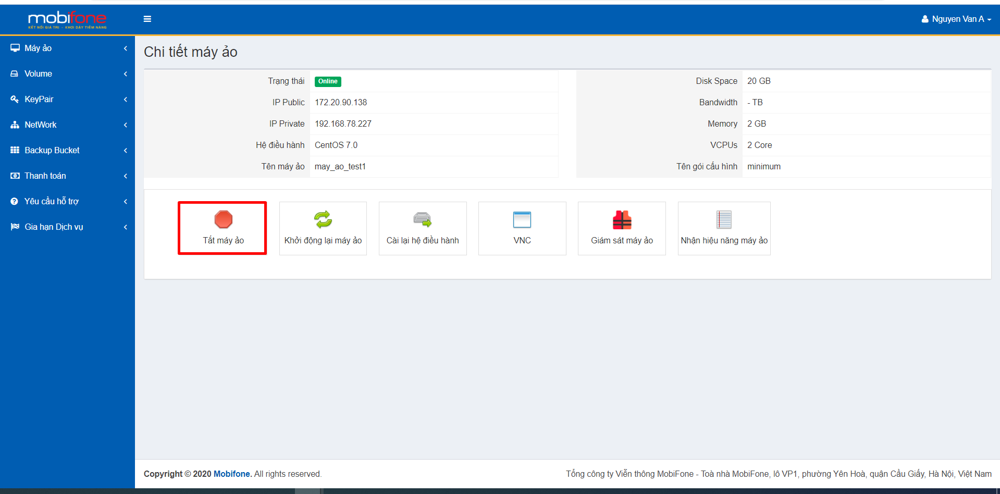 mobifone
KẾT NỐI GIÁ TRỊ - KHƠI DẬY TIỀM NĂNG
Nguyen Van A
Máy ảo
Volume
KeyPair
NetWork
Backup Bucket
Thanh toán
Yêu cầu hỗ trợ
Gia hạn Dịch vụ
Chi tiết máy ảo
Trạng thái Online
IP Public 172.20.90.138
IP Private 192.168.78.227
Hệ điều hành CentOS 7.0
Tên máy ảo may_ao_test1
Disk Space 20 GB
Bandwidth - TB
Memory 2 GB
VCPUs 2 Core
Tên gói cấu hình minimum
Tắt máy ảo
Khởi động lại máy ảo
Cài lại hệ điều hành
VNC
Giám sát máy ảo
Nhận hiệu năng máy ảo
Copyright © 2020 Mobifone. All rights reserved.
Tổng công ty Viễn thông MobiFone - Toà nhà MobiFone, lô VP1, phường Yên Hoà, quận Cầu Giấy, Hà Nội, Việt Nam